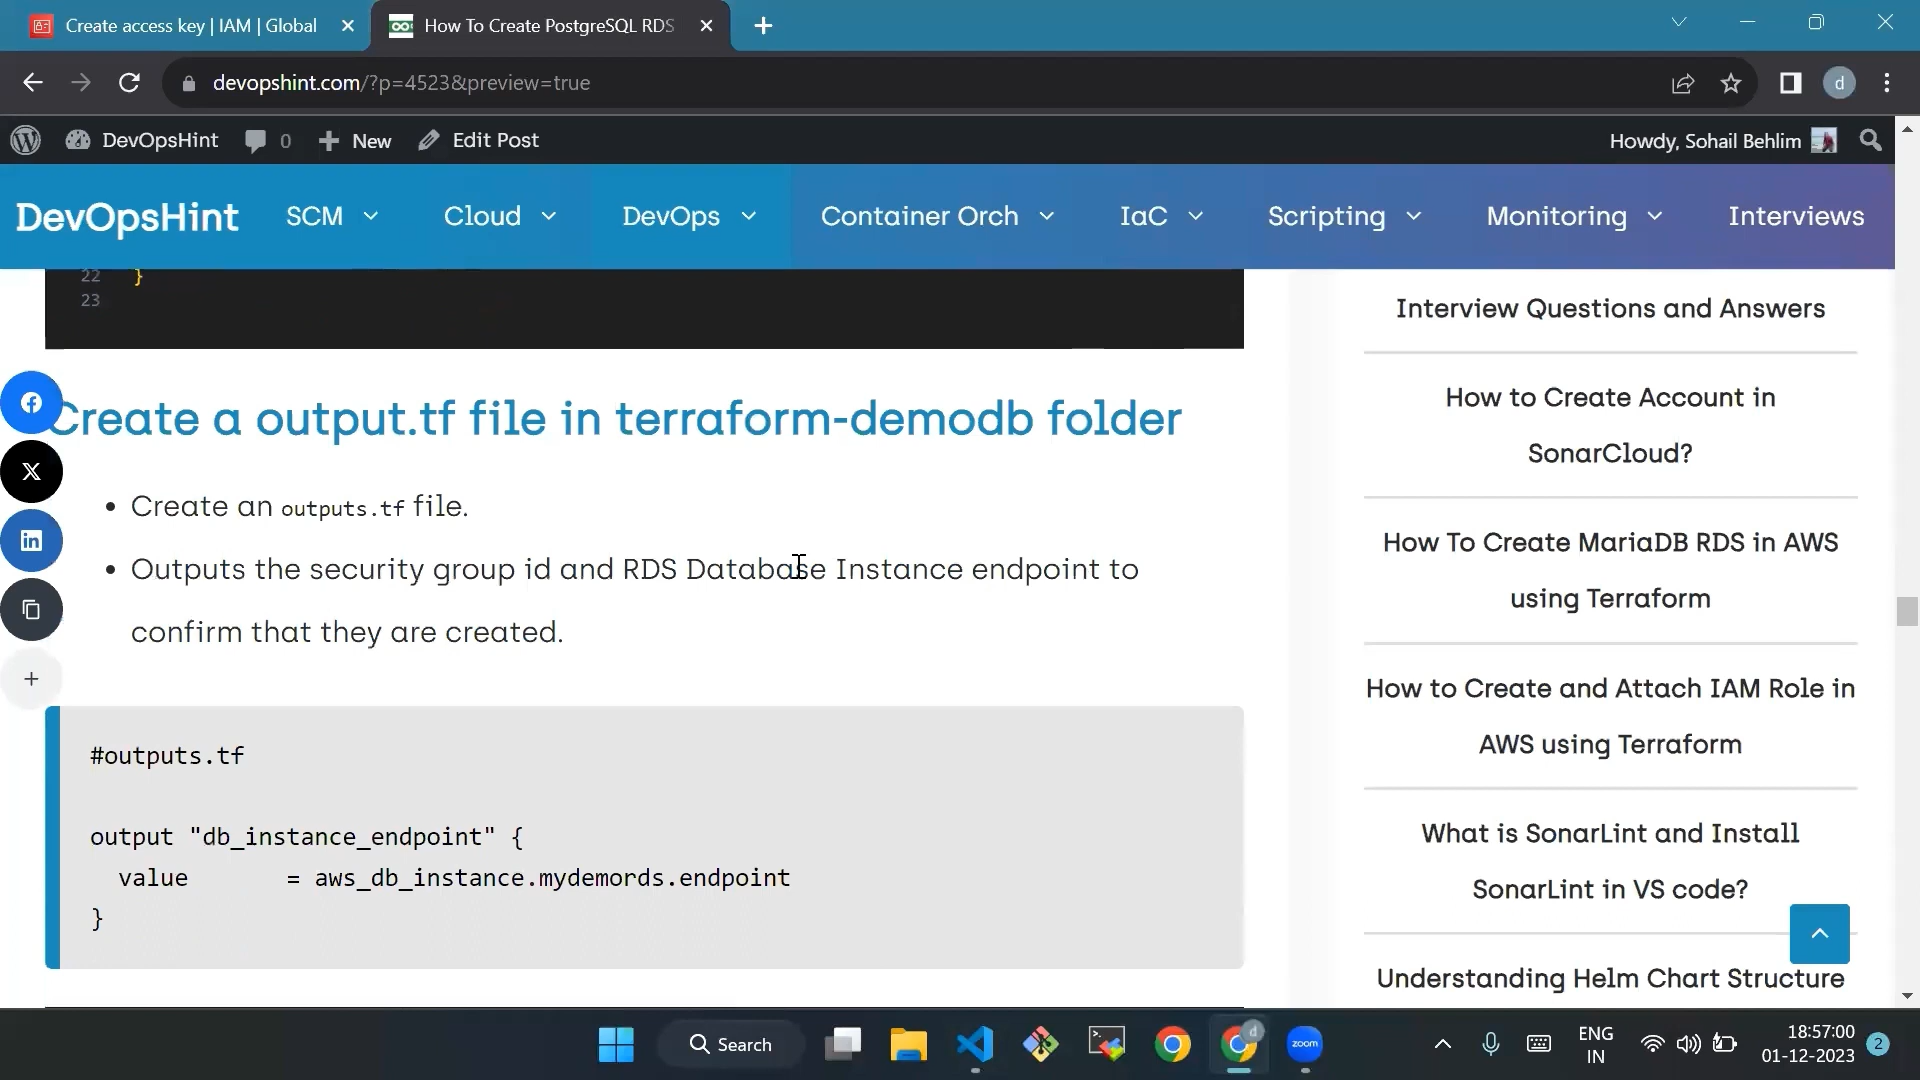 Create access key | IAM | Global
How To Create PostgreSQL RDS
devopshint.com/?p=4523&preview=true
d
DevOpsHint
0
New
Edit Post
Howdy, Sohail Behlim
DevOpsHint
SCM
Cloud
DevOps
Container Orch
IaC
Scripting
Monitoring
Interviews
22 }
23
Create a output.tf file in terraform-demodb folder
• Create an outputs.tf file.
• Outputs the security group id and RDS Database Instance endpoint to
confirm that they are created.
#outputs.tf
output "db_instance_endpoint" {
value = aws_db_instance.mydemords.endpoint
}
Interview Questions and Answers
How to Create Account in
SonarCloud?
How To Create MariaDB RDS in AWS
using Terraform
How to Create and Attach IAM Role in
AWS using Terraform
What is SonarLint and Install
SonarLint in VS code?
Understanding Helm Chart Structure
Search
d
zoom
ENG
IN
18:57:00
01-12-2023
2